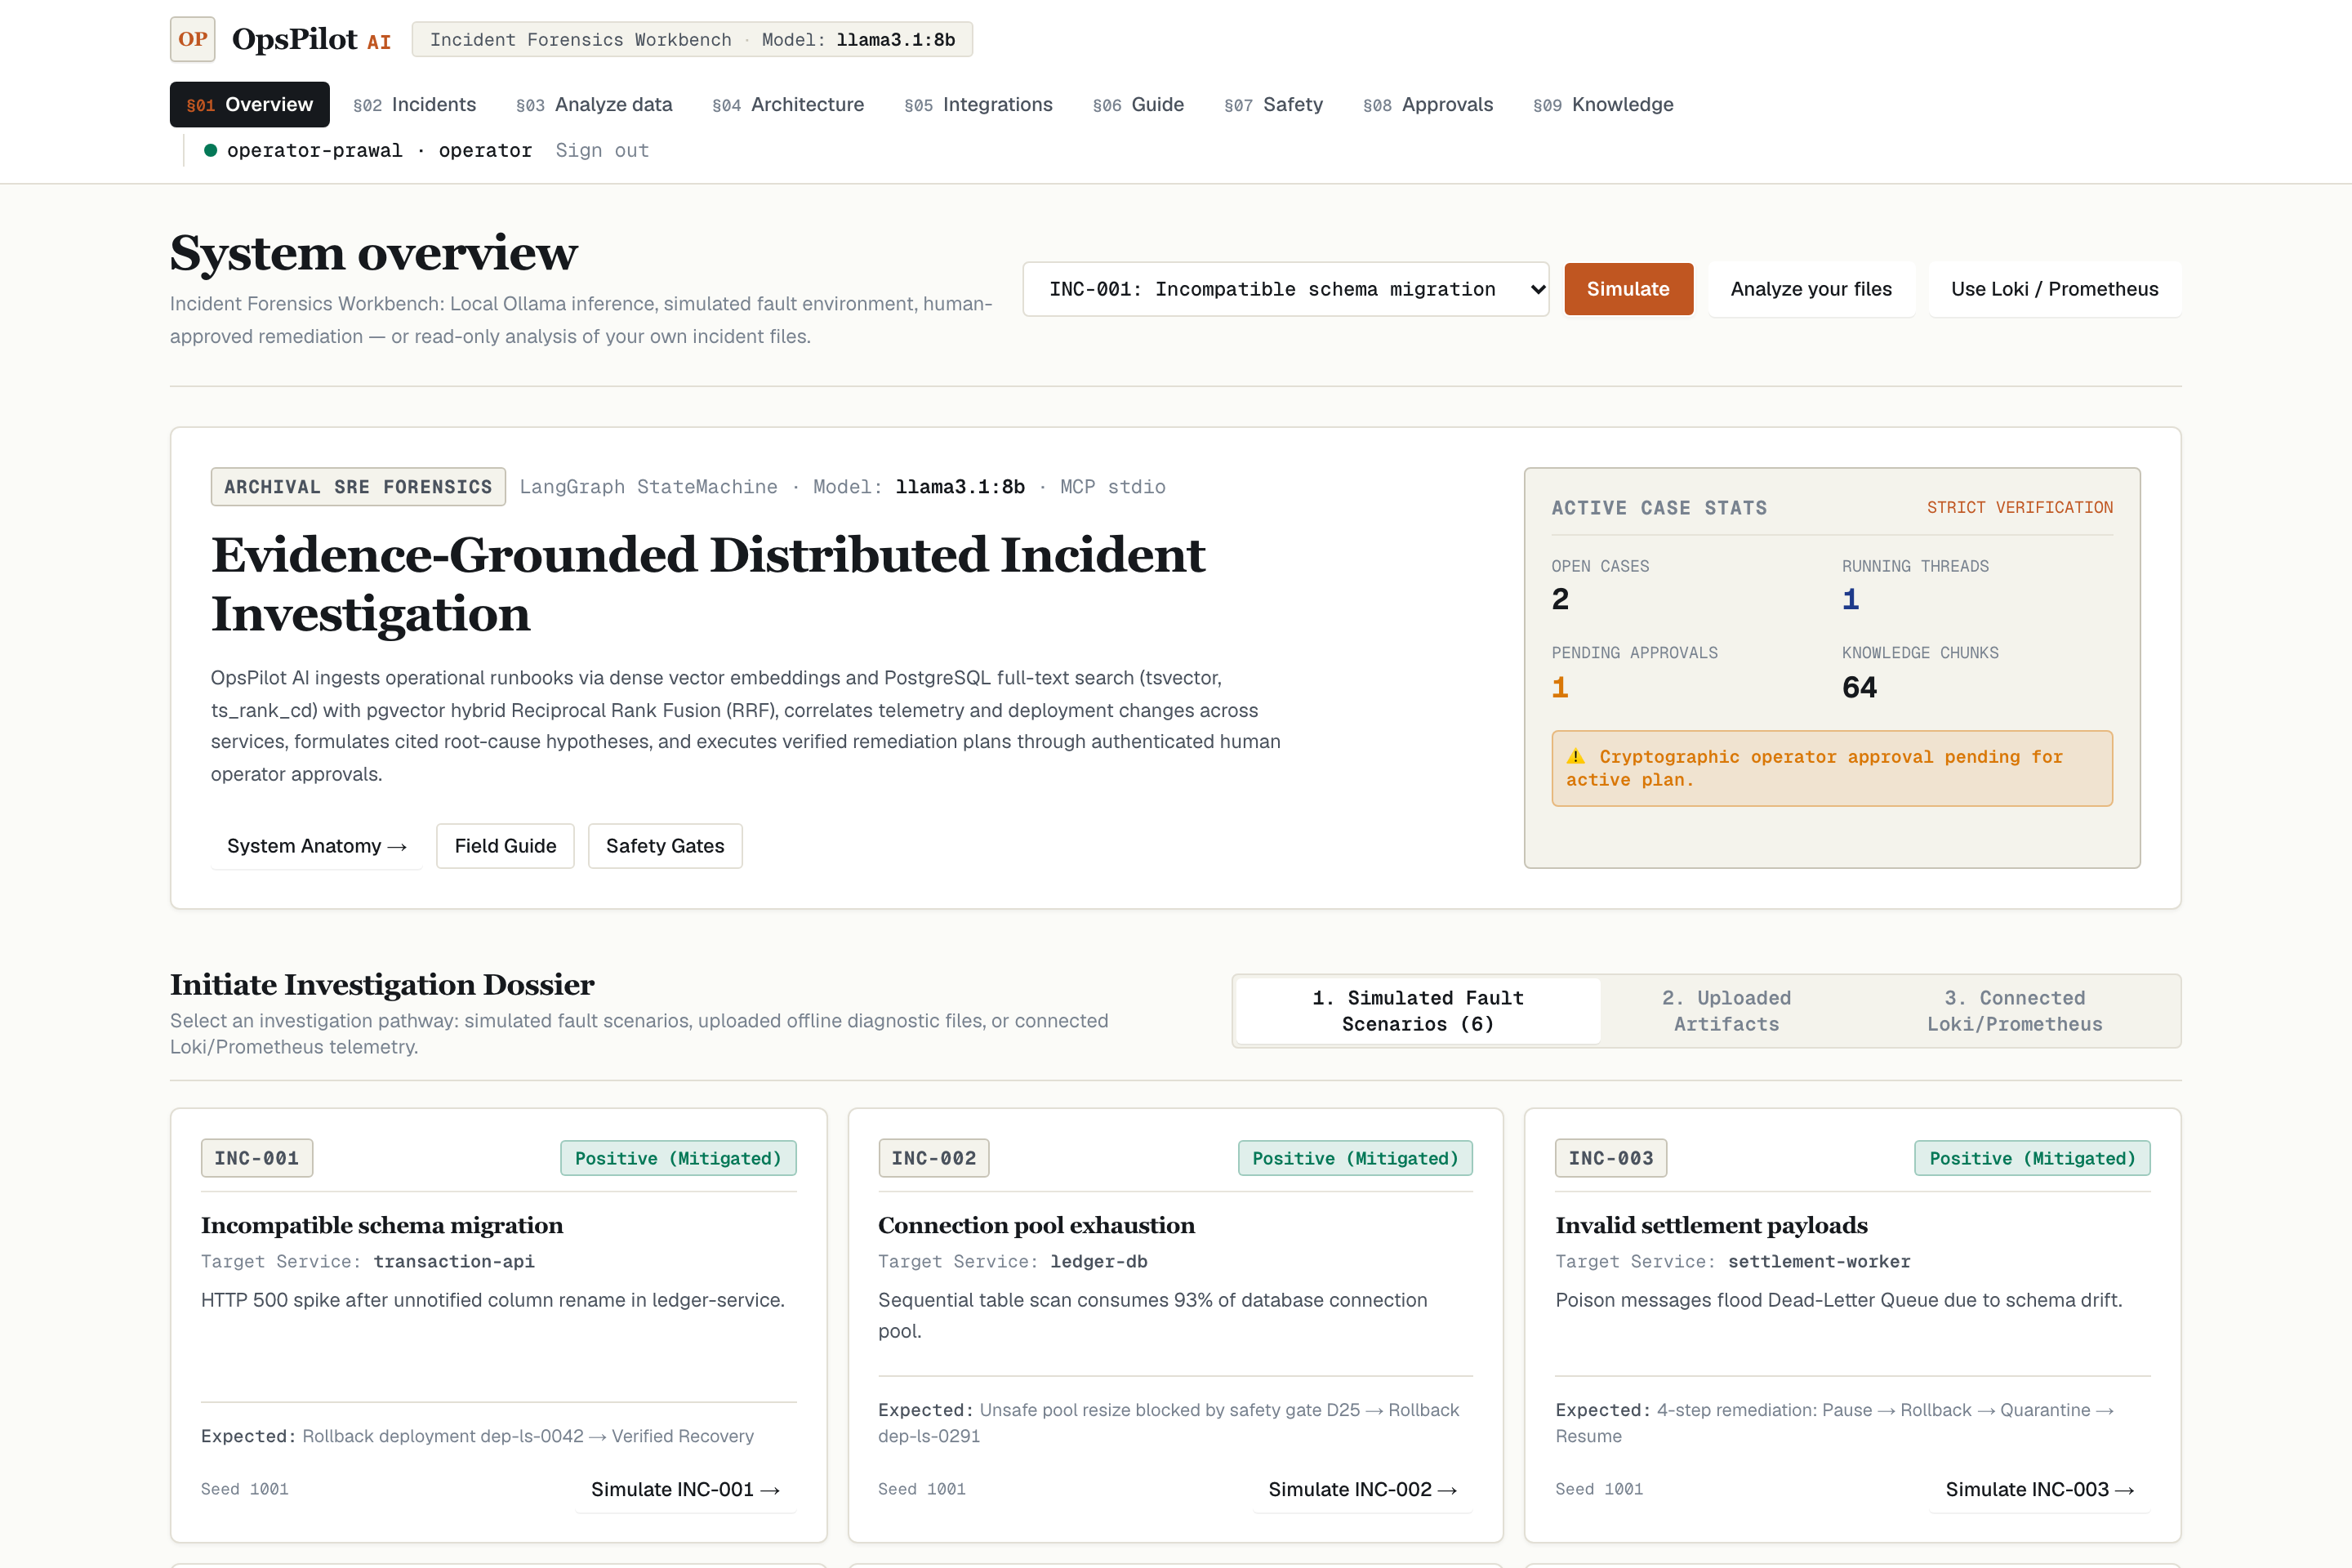 OP OpsPilot AI Incident Forensics Workbench · Model: llama3.1:8b
§01 Overview §02 Incidents §03 Analyze data §04 Architecture §05 Integrations §06 Guide §07 Safety §08 Approvals §09 Knowledge
operator-prawal · operator Sign out
System overview
Incident Forensics Workbench: Local Ollama inference, simulated fault environment, human-
approved remediation — or read-only analysis of your own incident files.
INC-001: Incompatible schema migration Simulate Analyze your files Use Loki / Prometheus
ARCHIVAL SRE FORENSICS LangGraph StateMachine · Model: llama3.1:8b · MCP stdio
Evidence-Grounded Distributed Incident
Investigation
OpsPilot AI ingests operational runbooks via dense vector embeddings and PostgreSQL full-text search (tsvector,
ts_rank_cd) with pgvector hybrid Reciprocal Rank Fusion (RRF), correlates telemetry and deployment changes across
services, formulates cited root-cause hypotheses, and executes verified remediation plans through authenticated human
operator approvals.
System Anatomy → Field Guide Safety Gates
ACTIVE CASE STATS STRICT VERIFICATION
OPEN CASES RUNNING THREADS
2 1
PENDING APPROVALS KNOWLEDGE CHUNKS
1 64
⚠ Cryptographic operator approval pending for
active plan.
Initiate Investigation Dossier
Select an investigation pathway: simulated fault scenarios, uploaded offline diagnostic files, or connected
Loki/Prometheus telemetry.
1. Simulated Fault
Scenarios (6)
2. Uploaded
Artifacts
3. Connected
Loki/Prometheus
INC-001 Positive (Mitigated)
Incompatible schema migration
Target Service: transaction-api
HTTP 500 spike after unnotified column rename in ledger-service.
Expected: Rollback deployment dep-ls-0042 → Verified Recovery
Seed 1001 Simulate INC-001 →
INC-002 Positive (Mitigated)
Connection pool exhaustion
Target Service: ledger-db
Sequential table scan consumes 93% of database connection
pool.
Expected: Unsafe pool resize blocked by safety gate D25 → Rollback
dep-ls-0291
Seed 1001 Simulate INC-002 →
INC-003 Positive (Mitigated)
Invalid settlement payloads
Target Service: settlement-worker
Poison messages flood Dead-Letter Queue due to schema drift.
Expected: 4-step remediation: Pause → Rollback → Quarantine →
Resume
Seed 1001 Simulate INC-003 →